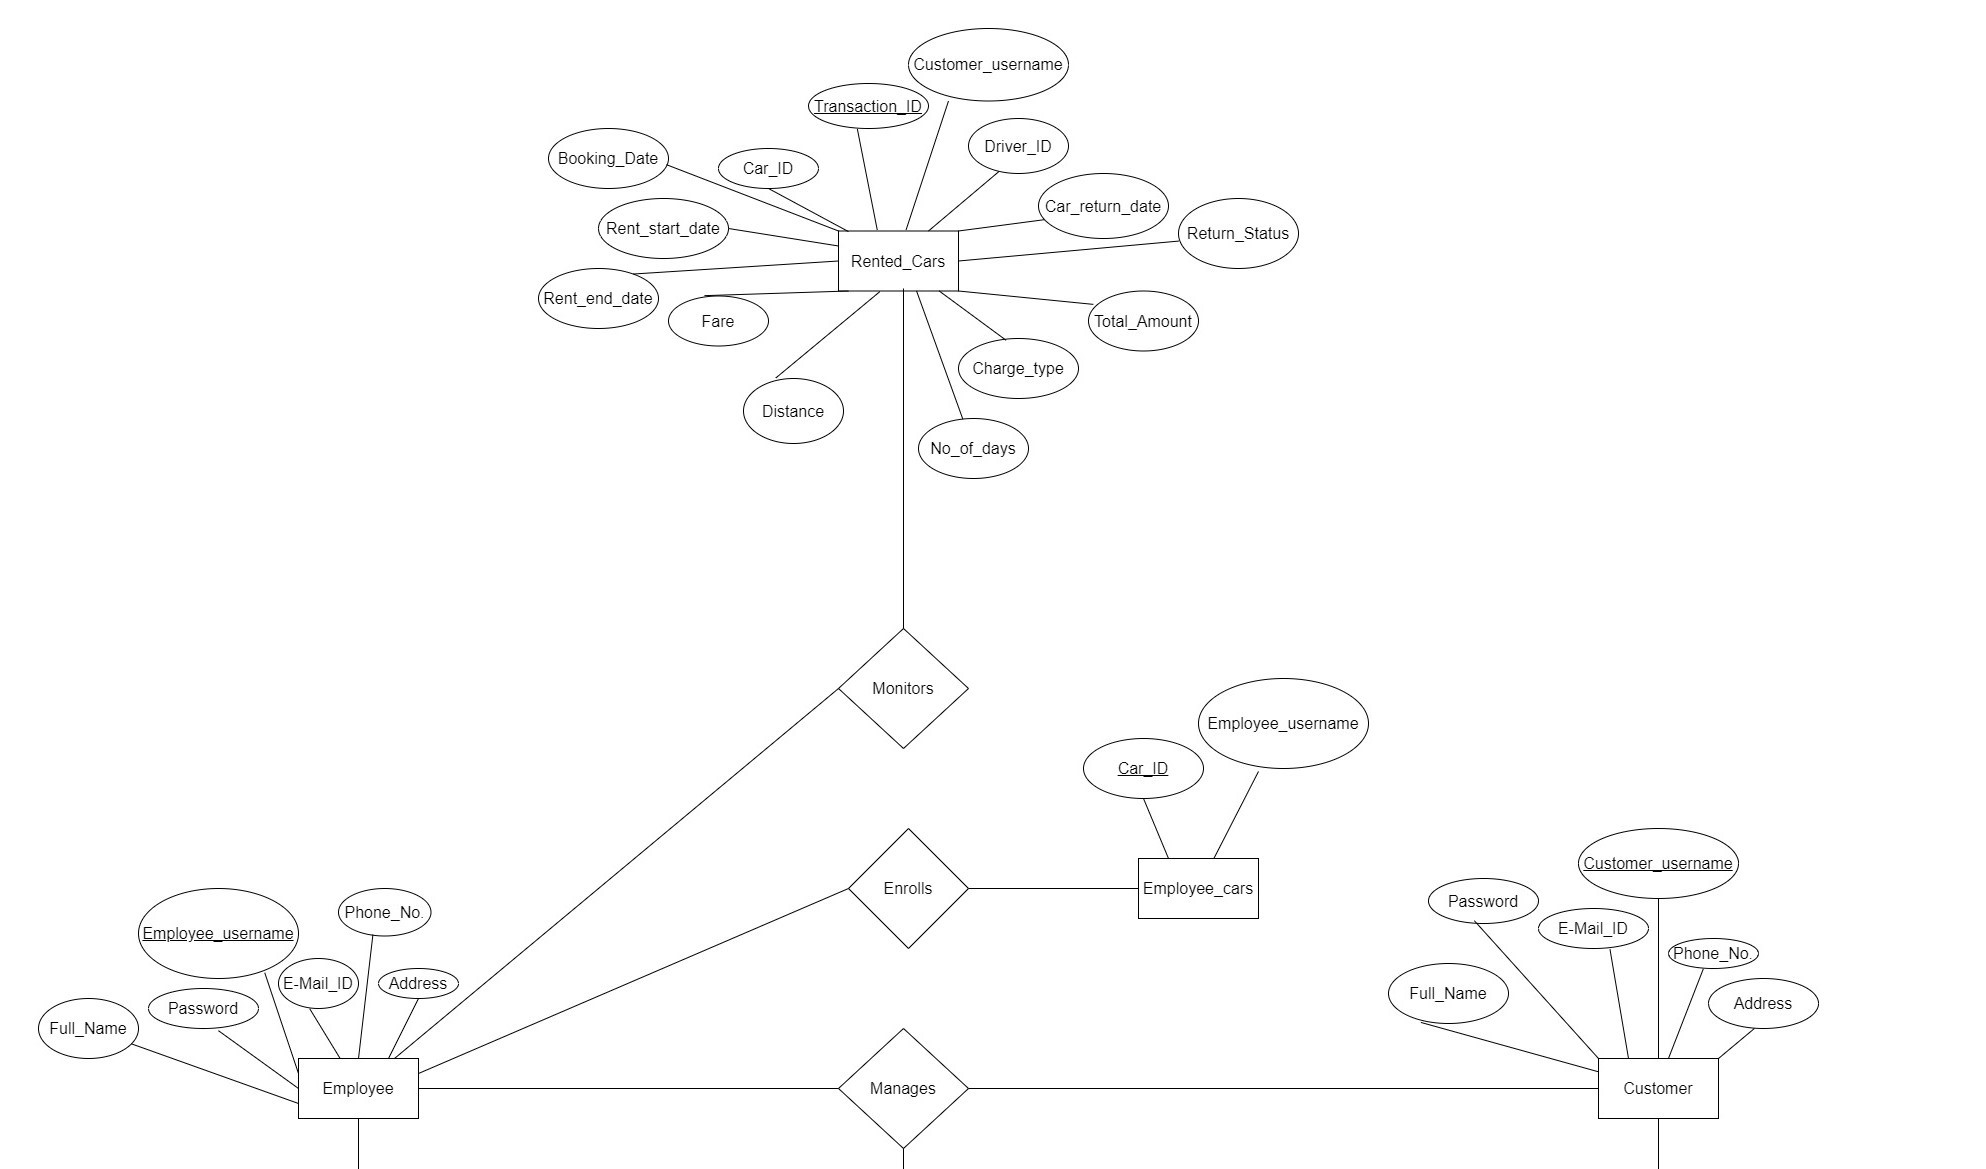 Customer_username
Transaction_ID
Driver_ID
Booking_Date
Car_ID
Car_return_date
Rent_start_date
Return_Status
Rented_Cars
Rent_end_date
Fare
Total_Amount
Charge_type
Distance
No_of_days
Monitors
Employee_username
Car_ID
Enrolls
Employee_cars
Customer_username
Password
E-Mail_ID
Phone_No.
Full_Name
Address
Phone_No.
Employee_username
E-Mail_ID
Address
Password
Full_Name
Employee
Manages
Customer